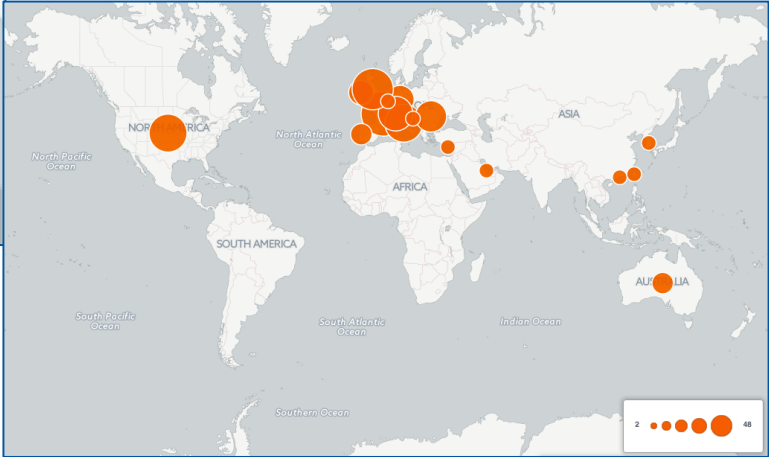 ASIA
NORTH AMERICA
North Atlantic
Ocean
North Pacific
Ocean
AFRICA
SOUTH AMERICA
AUSTRALIA
South Pacific
Ocean
South Atlantic
Ocean
Indian Ocean
Southern Ocean
2
48